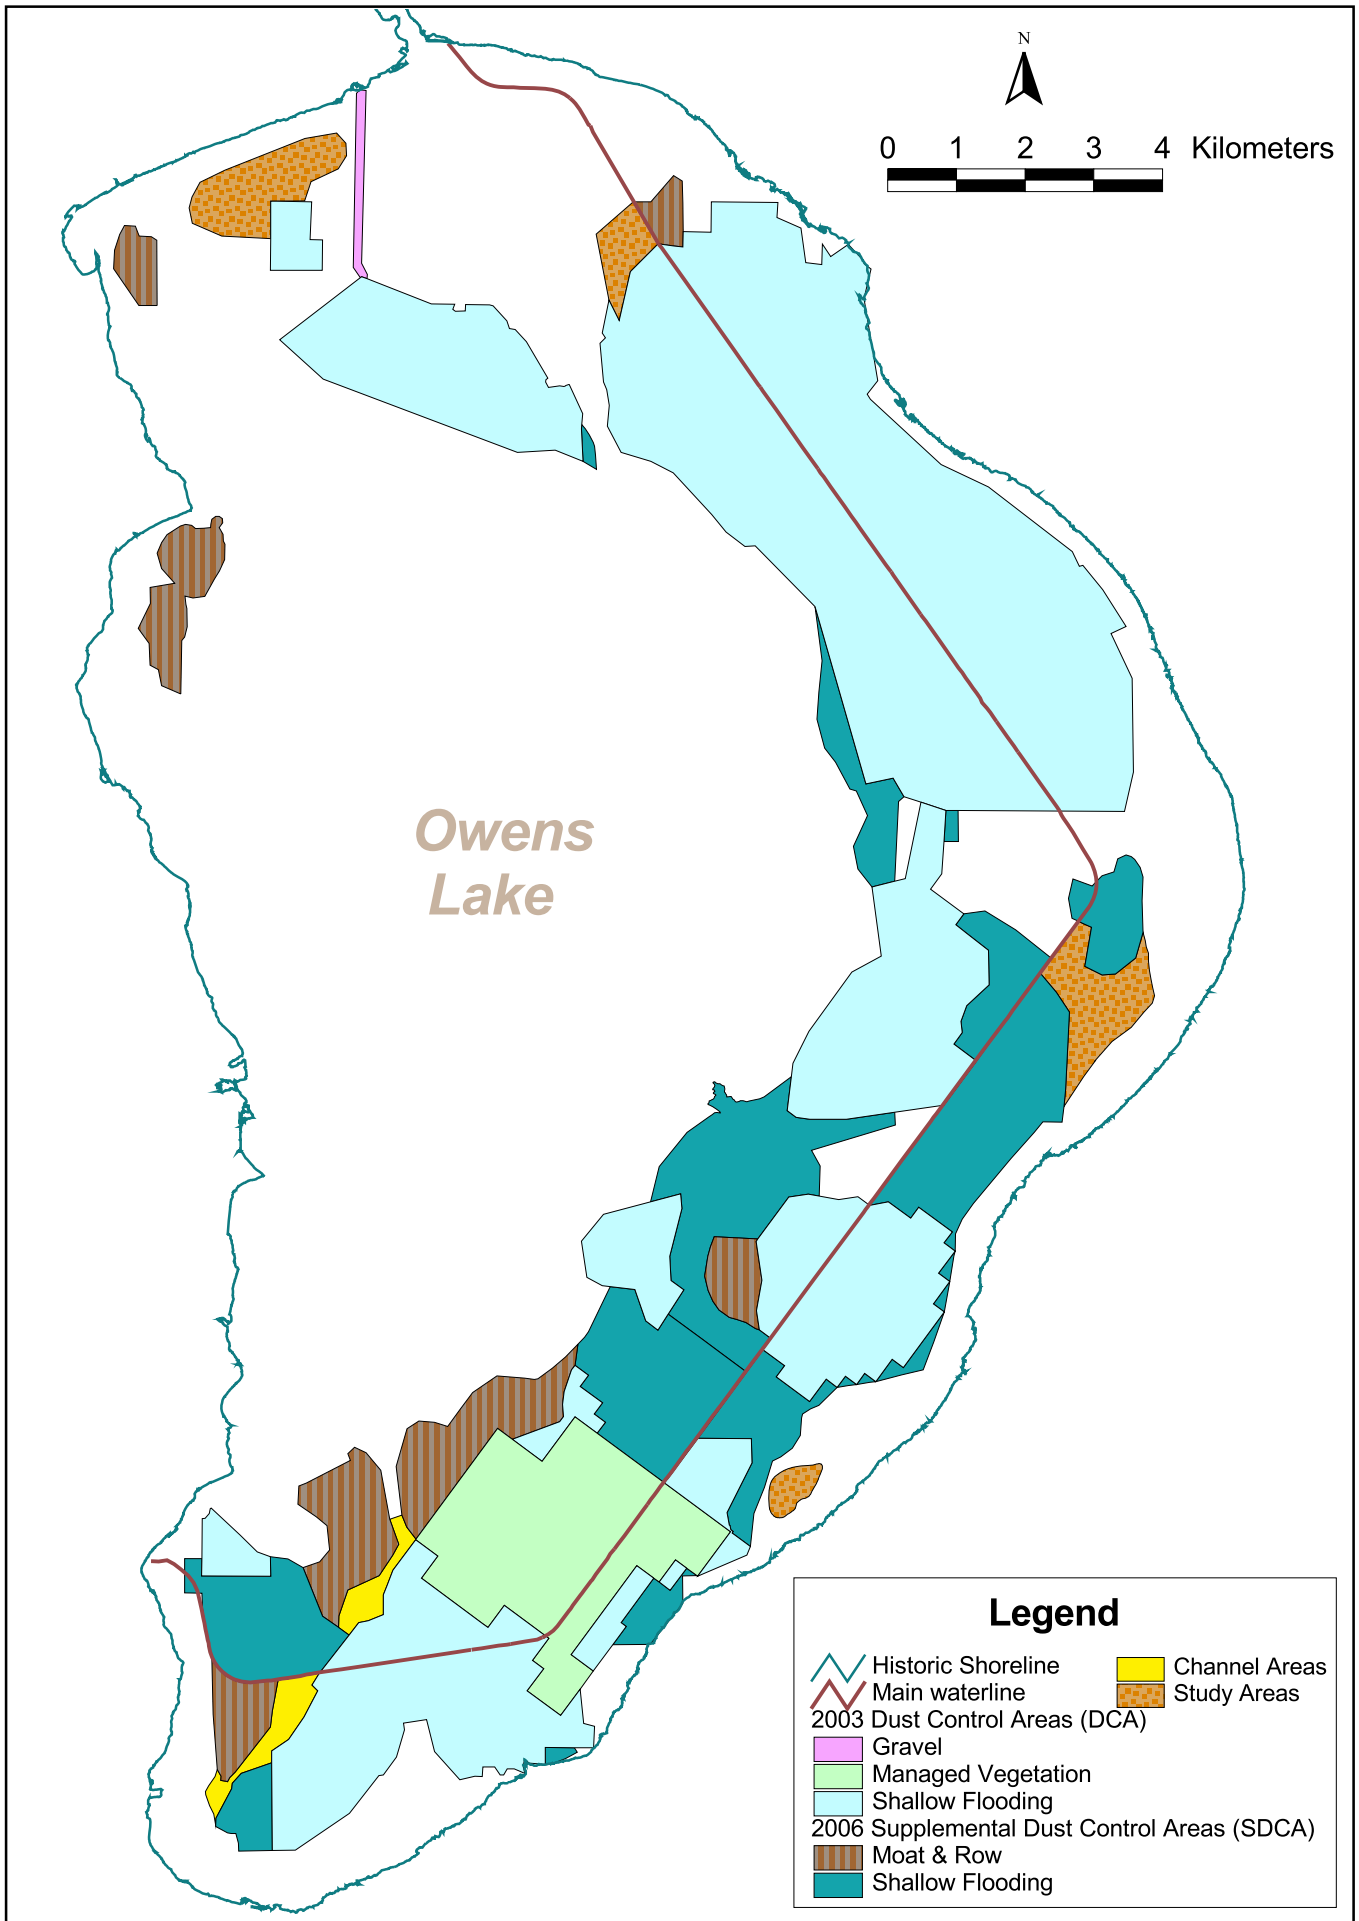 N
0 1 2 3 4 Kilometers
Owens
Lake
Legend
Historic Shoreline
Main waterline
2003 Dust Control Areas (DCA)
Gravel
Managed Vegetation
Shallow Flooding
2006 Supplemental Dust Control Areas (SDCA)
Moat & Row
Shallow Flooding
Channel Areas
Study Areas